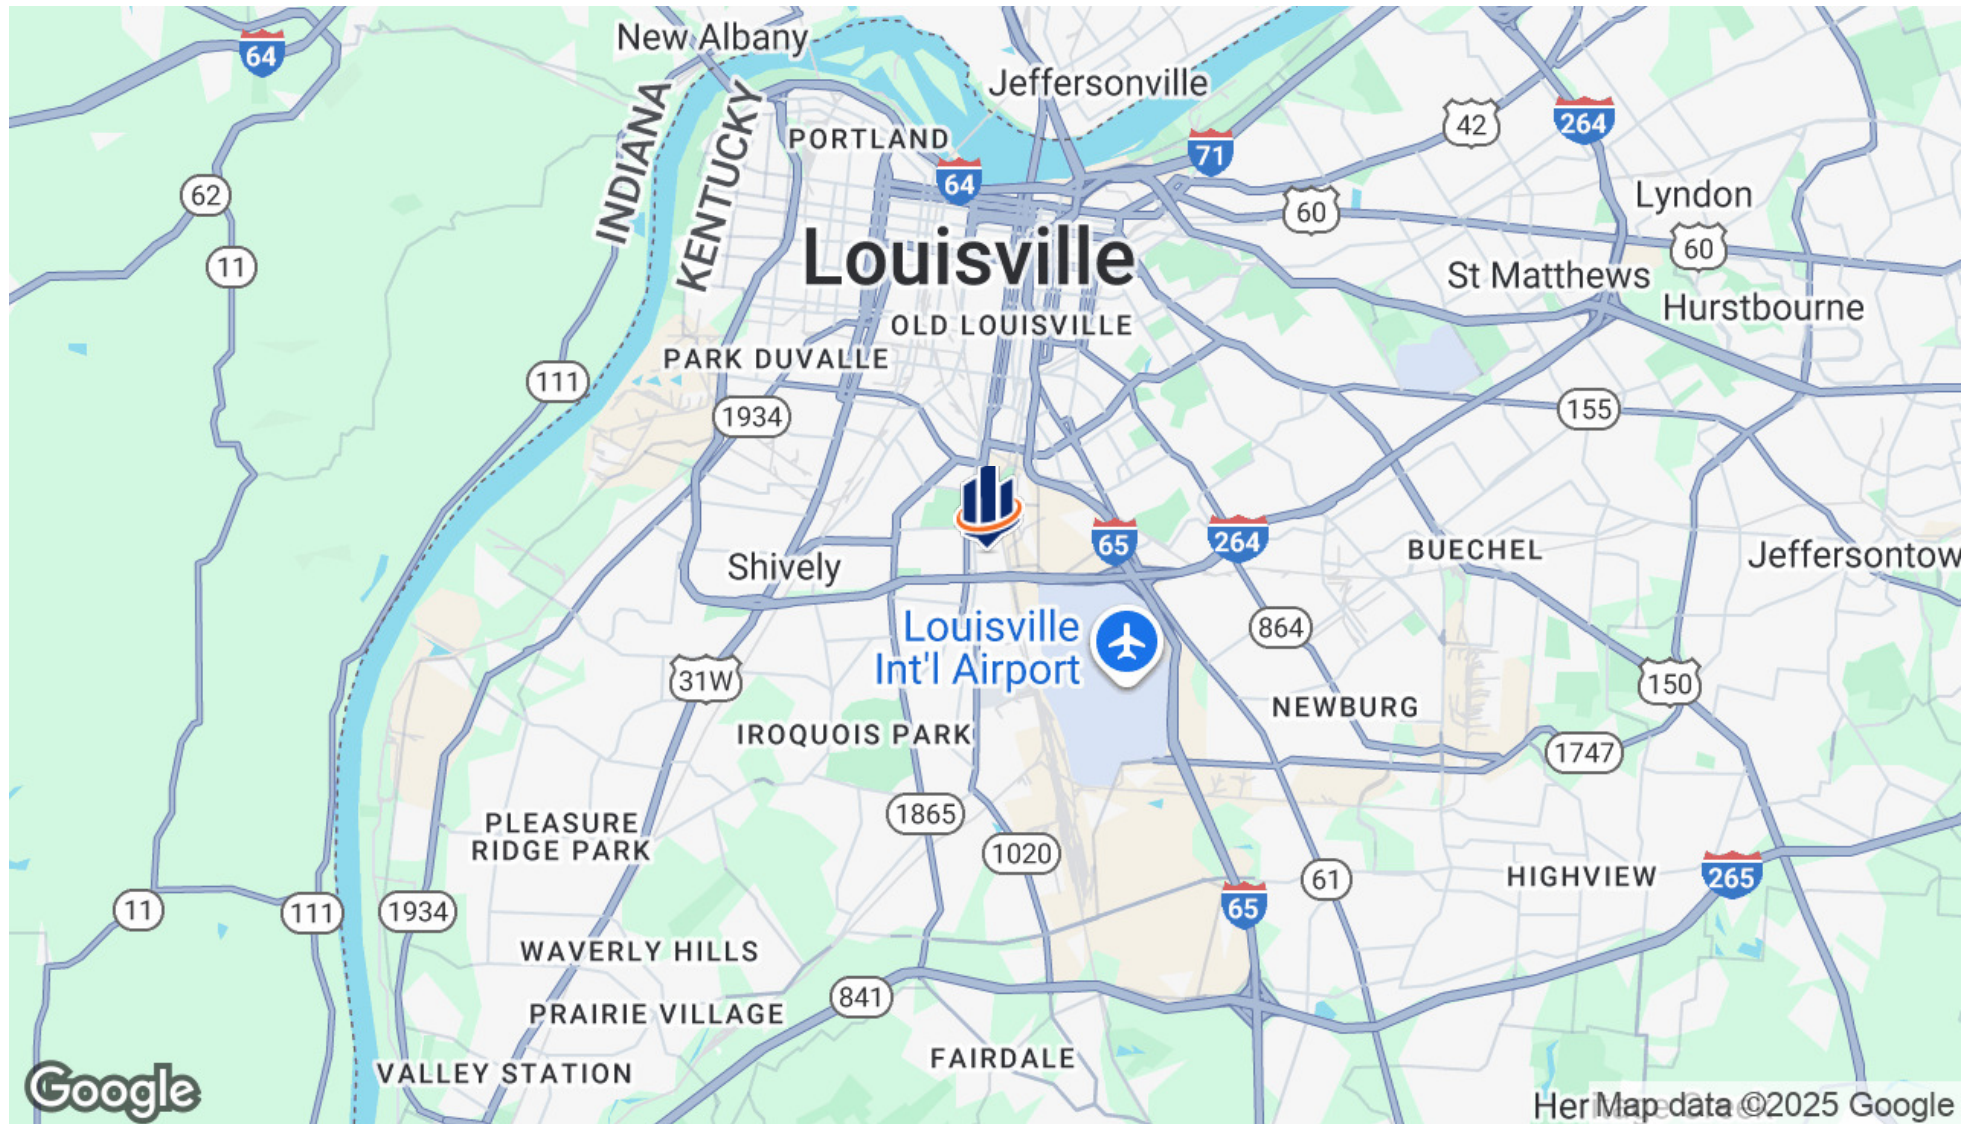 64
New Albany
Jeffersonville
INDIANA
KENTUCKY
PORTLAND
42
264
71
64
62
60
Lyndon
60
11
Louisville
St Matthews
Hurstbourne
OLD LOUISVILLE
PARK DUVALLE
111
1934
155
65
264
BUECHEL
Jeffersontow
Shively
Louisville
Int'l Airport
864
31W
150
NEWBURG
IROQUOIS PARK
1747
1865
PLEASURE
RIDGE PARK
1020
HIGHVIEW
265
61
11
111
1934
65
WAVERLY HILLS
841
PRAIRIE VILLAGE
FAIRDALE
VALLEY STATION
Google
Map data ©2025 Google